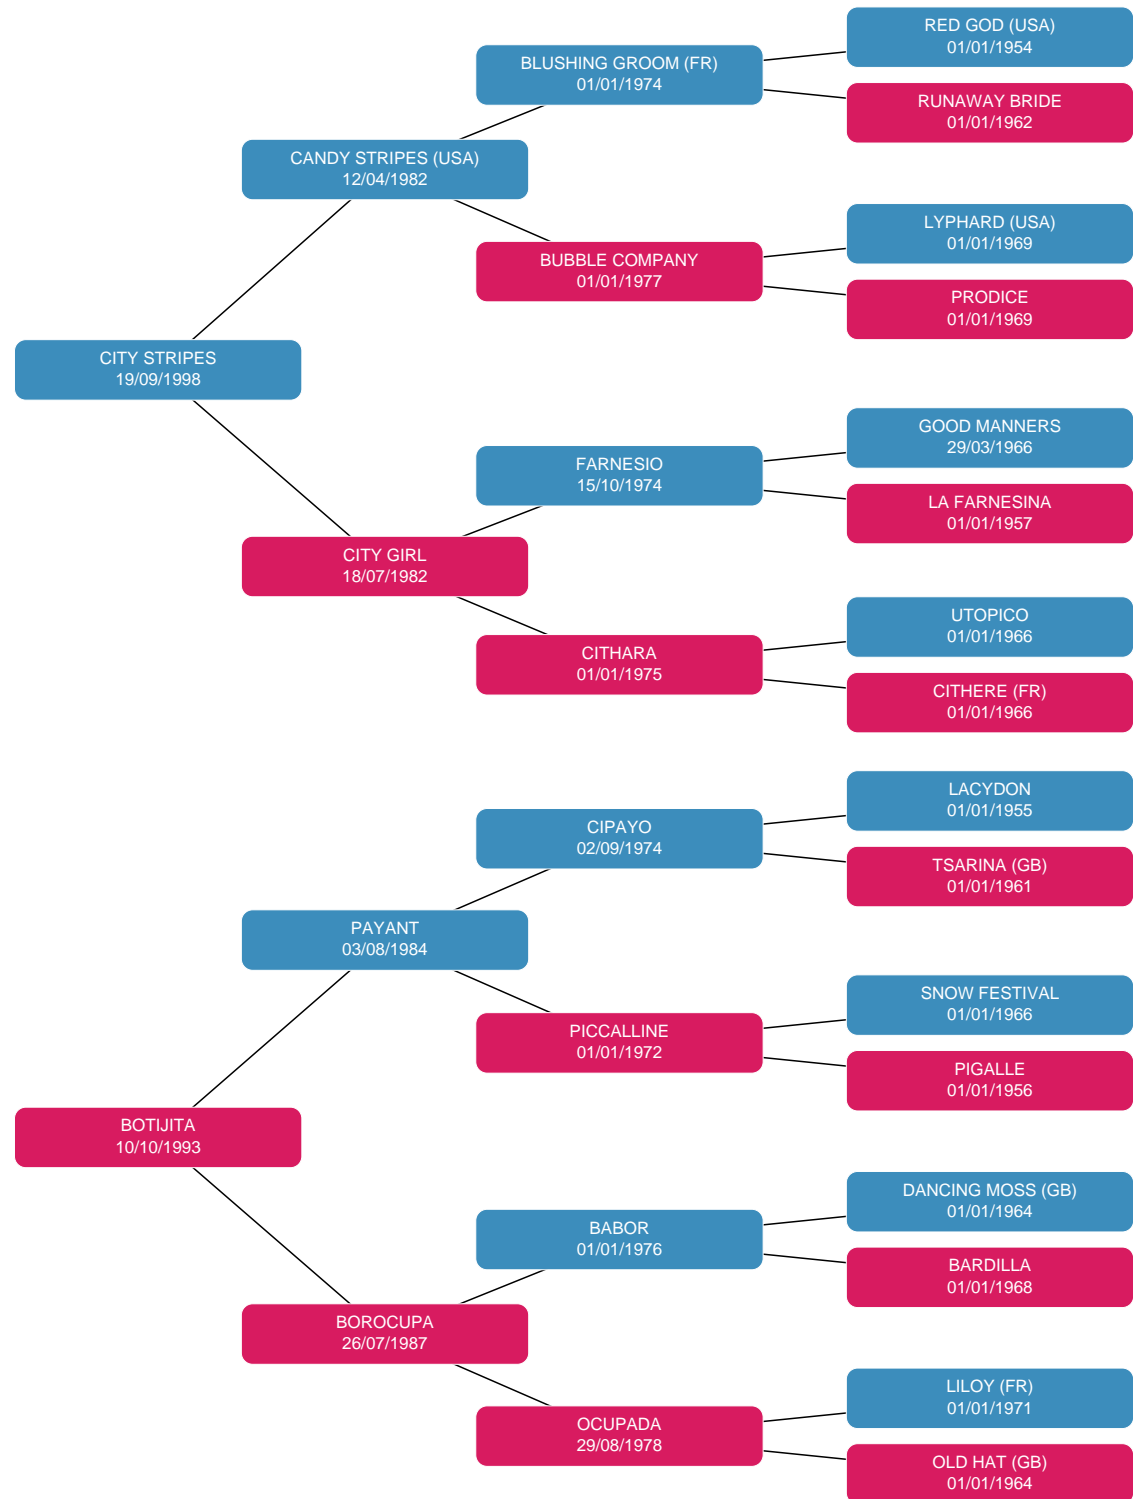 RED GOD (USA)
01/01/1954
BLUSHING GROOM (FR)
01/01/1974
RUNAWAY BRIDE
01/01/1962
CANDY STRIPES (USA)
12/04/1982
LYPHARD (USA)
01/01/1969
BUBBLE COMPANY
01/01/1977
PRODICE
01/01/1969
CITY STRIPES
19/09/1998
GOOD MANNERS
29/03/1966
FARNESIO
15/10/1974
LA FARNESINA
01/01/1957
CITY GIRL
18/07/1982
UTOPICO
01/01/1966
CITHARA
01/01/1975
CITHERE (FR)
01/01/1966
LACYDON
01/01/1955
CIPAYO
02/09/1974
TSARINA (GB)
01/01/1961
PAYANT
03/08/1984
SNOW FESTIVAL
01/01/1966
PICCALLINE
01/01/1972
PIGALLE
01/01/1956
BOTIJITA
10/10/1993
DANCING MOSS (GB)
01/01/1964
BABOR
01/01/1976
BARDILLA
01/01/1968
BOROCUPA
26/07/1987
LILOY (FR)
01/01/1971
OCUPADA
29/08/1978
OLD HAT (GB)
01/01/1964